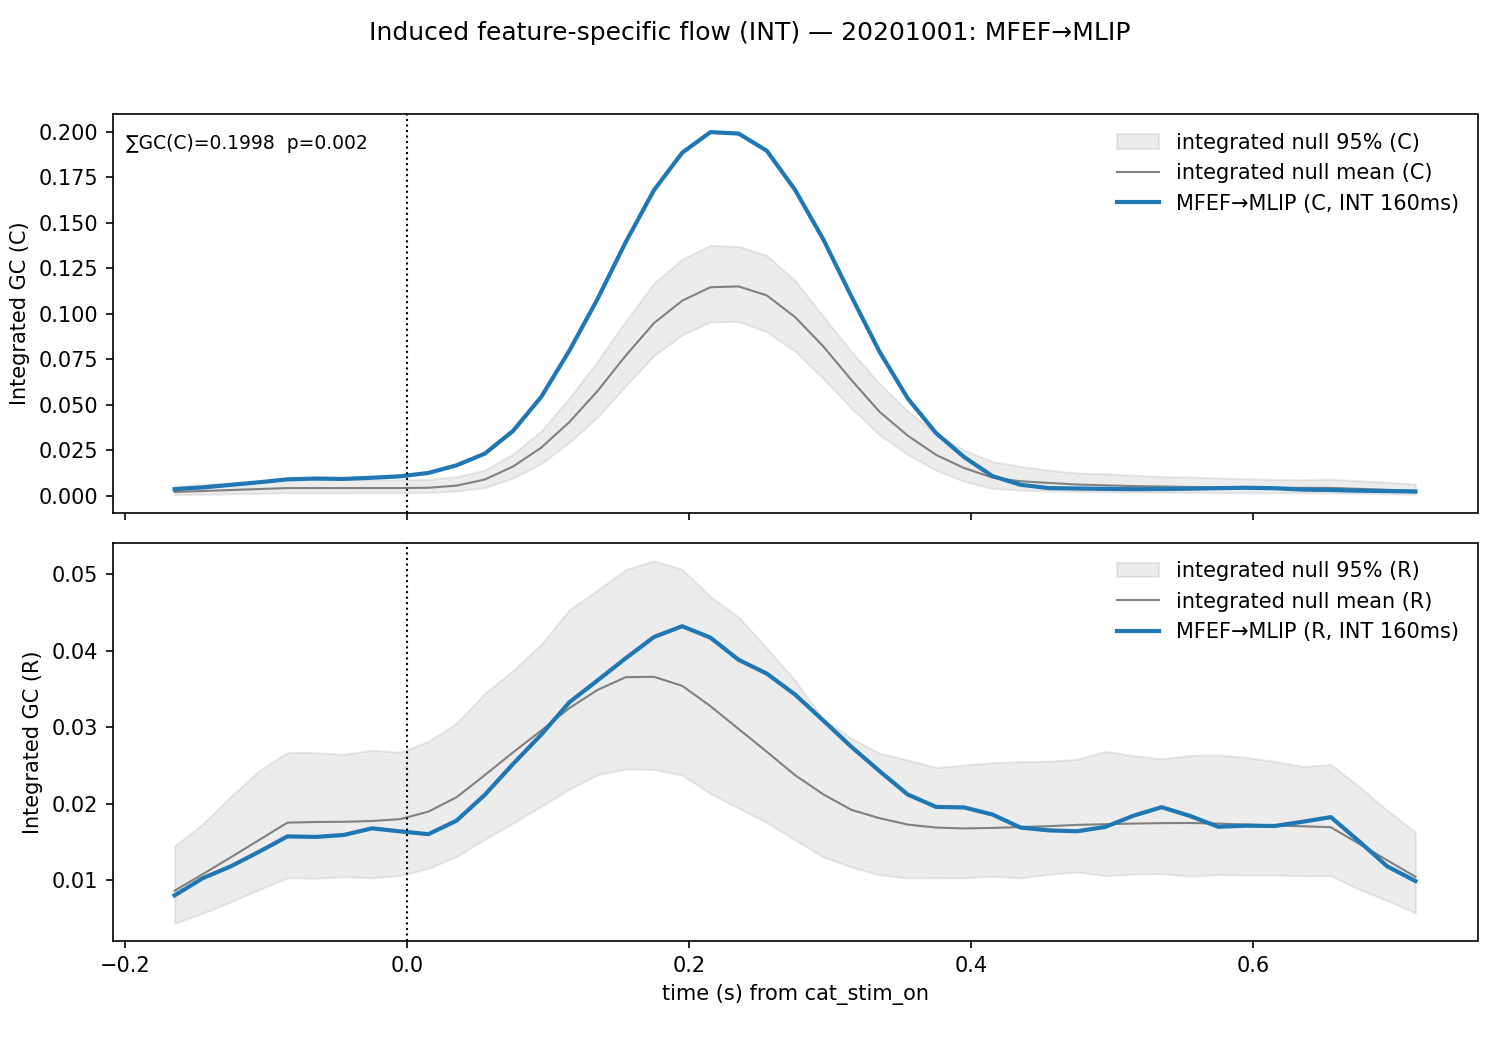 Induced feature-specific flow (INT) — 20201001: MFEF→MLIP
∑GC(C)=0.1998  p=0.002
integrated null 95% (C)
integrated null mean (C)
MFEF→MLIP (C, INT 160ms)
Integrated GC (C)
0.200
0.175
0.150
0.125
0.100
0.075
0.050
0.025
0.000
integrated null 95% (R)
integrated null mean (R)
MFEF→MLIP (R, INT 160ms)
Integrated GC (R)
0.05
0.04
0.03
0.02
0.01
−0.2
0.0
0.2
0.4
0.6
time (s) from cat_stim_on